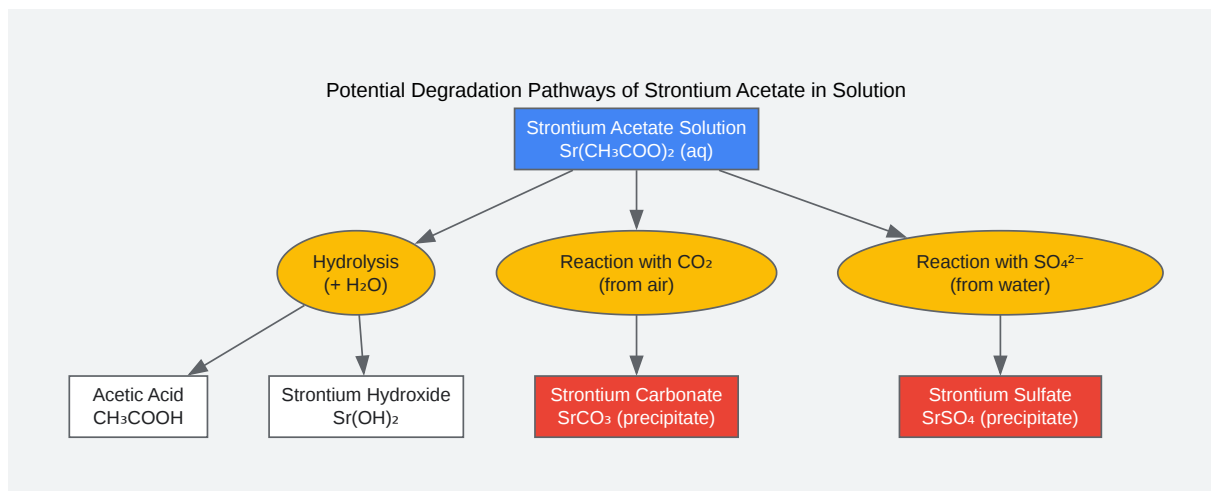 Potential Degradation Pathways of Strontium Acetate in Solution
Strontium Acetate Solution
Sr(CH₃COO)₂ (aq)
Hydrolysis
(+ H₂O)
Reaction with CO₂
(from air)
Reaction with SO₄²⁻
(from water)
Acetic Acid
CH₃COOH
Strontium Hydroxide
Sr(OH)₂
Strontium Carbonate
SrCO₃ (precipitate)
Strontium Sulfate
SrSO₄ (precipitate)